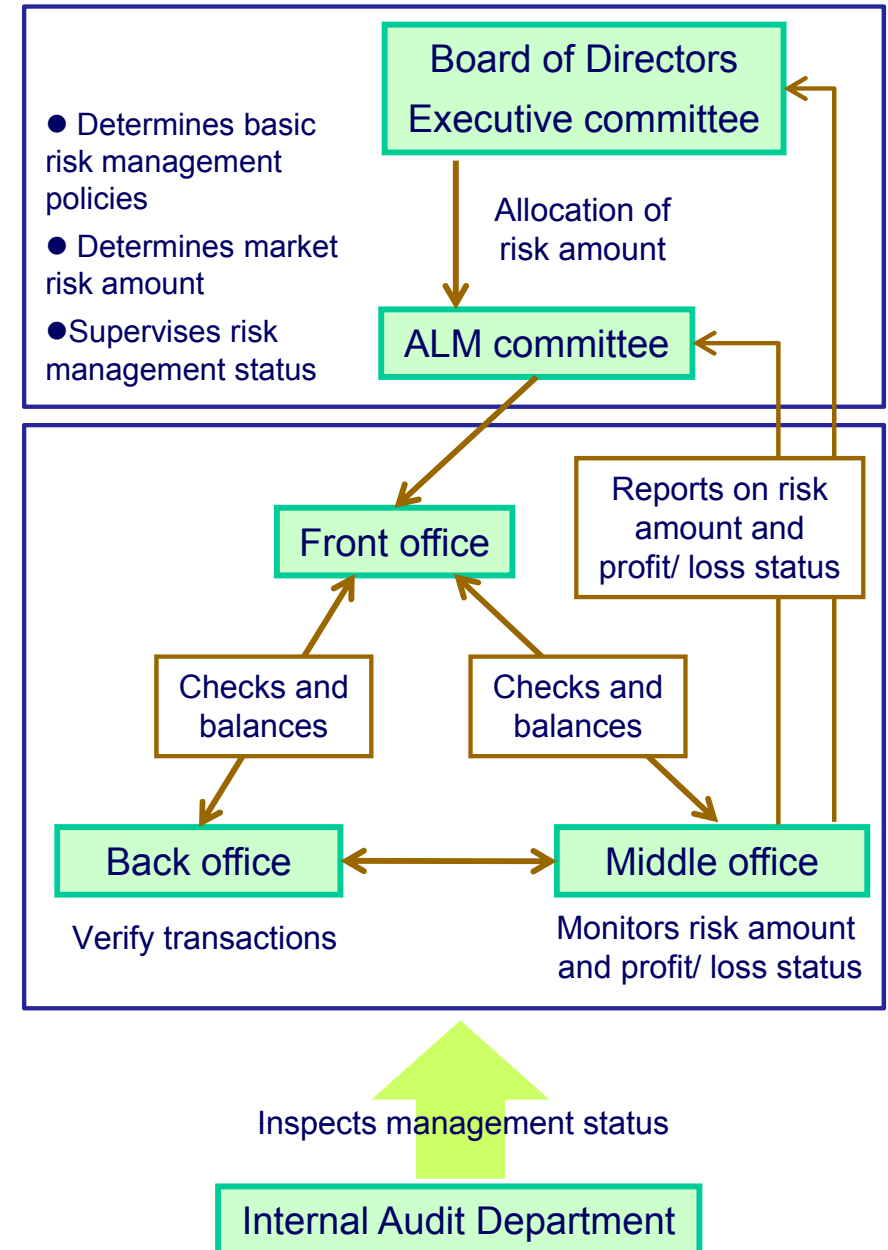 Board of Directors
Executive committee
● Determines basic
risk management
policies
● Determines market
risk amount
●Supervises risk
management status
Allocation of
risk amount
ALM committee
Reports on risk
amount and
profit/ loss status
Front office
Checks and
balances
Checks and
balances
Back office
Middle office
Verify transactions
Monitors risk amount
and profit/ loss status
Inspects management status
Internal Audit Department